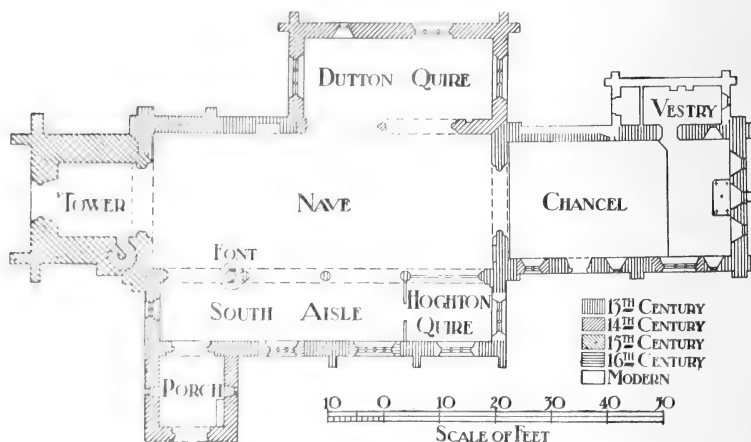 DUTTON QUIRE
VESTRY
TOWER
NAVE
CHANCEL
FONT
SOUTH AISLE
HOGHTON
QUIRE
PORCH
13TH CENTURY
14TH CENTURY
15TH CENTURY
16TH CENTURY
MODERN
10 0 10 20 30 40 50
SCALE OF FEET